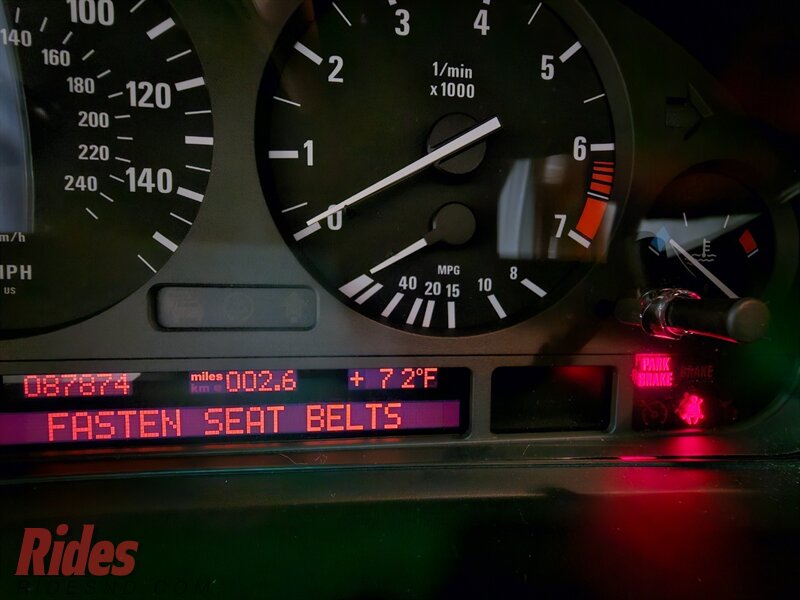 100
140
160
180
120
200
220
140
240
m/h
MPH
US
1/min
x1000
0
1
2
3
4
5
6
7
MPG
40 20 15 10 8
087874 miles 002.6 + 72°F
km
FASTEN SEAT BELTS
PARK
BRAKE
BRAKE
Rides